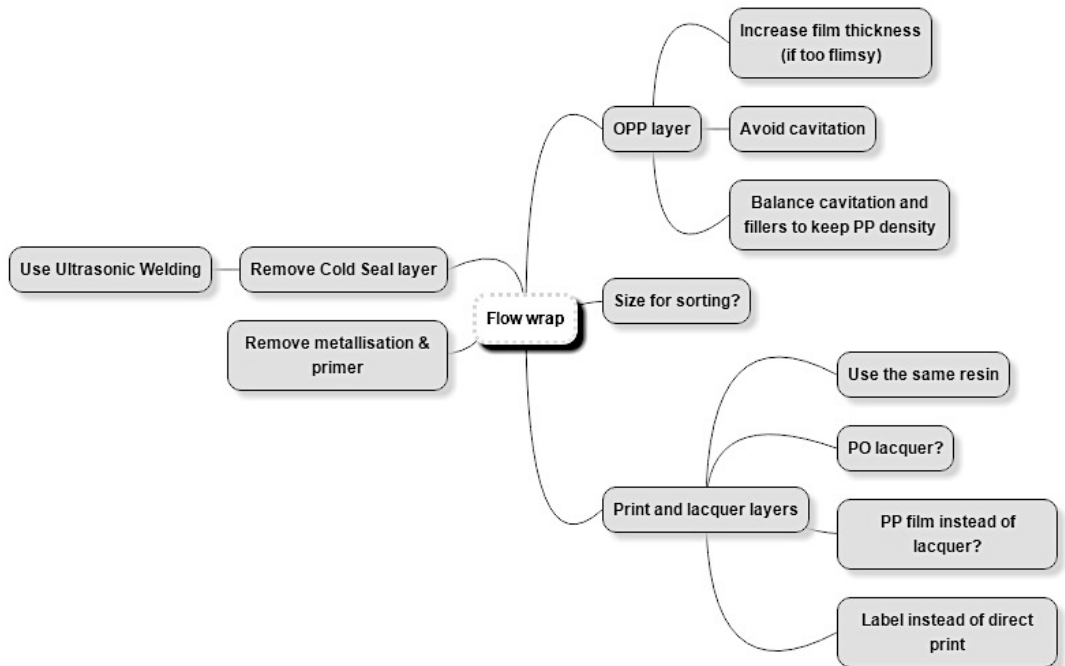 Increase film thickness
(if too flimsy)
OPP layer
Avoid cavitation
Balance cavitation and
fillers to keep PP density
Use Ultrasonic Welding
Remove Cold Seal layer
Flow wrap
Size for sorting?
Remove metallisation &
primer
Use the same resin
PO lacquer?
Print and lacquer layers
PP film instead of
lacquer?
Label instead of direct
print